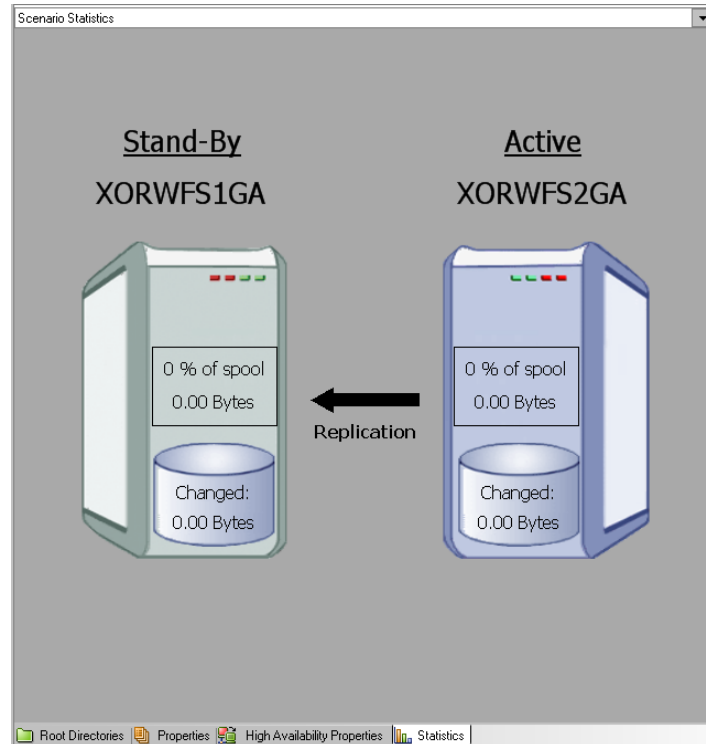 Scenario Statistics
Stand-By
Active
XORWFS1GA
XORWFS2GA
0 % of spool
0.00 Bytes
0 % of spool
0.00 Bytes
Replication
Changed:
0.00 Bytes
Changed:
0.00 Bytes
Root Directories
Properties
High Availability Properties
Statistics